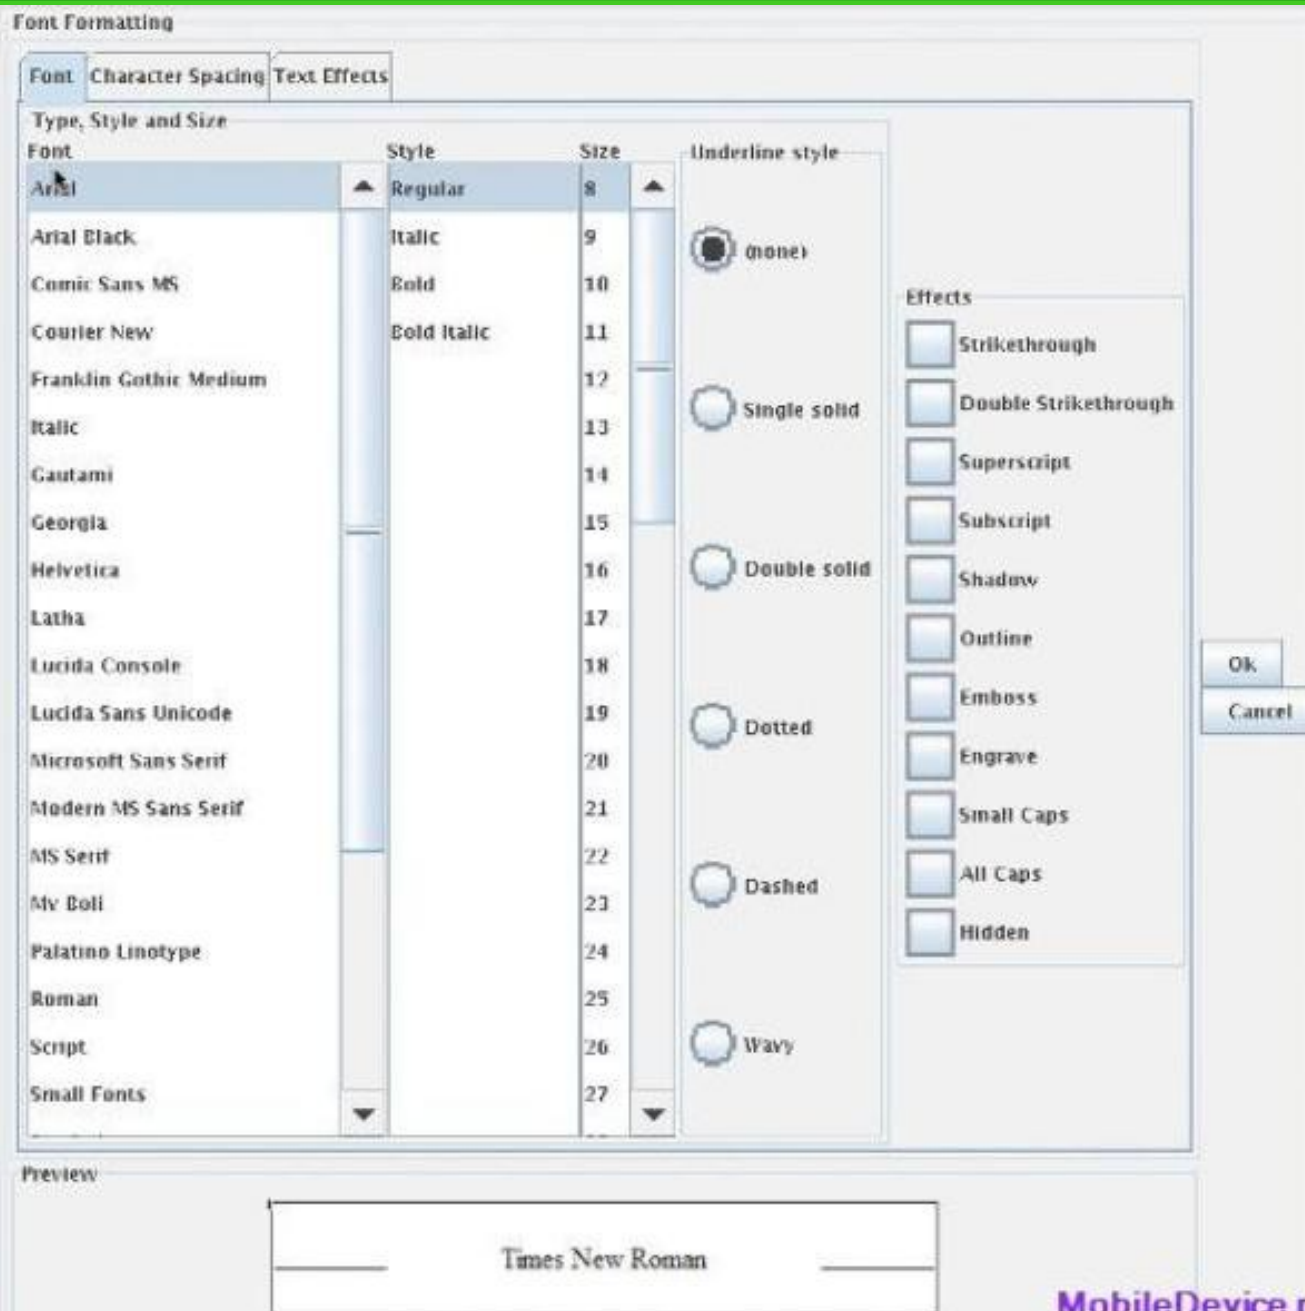 Font Formatting
Font Character Spacing Text Effects
Type, Style and Size
Font Style Size Underline style
Arial Regular 8
Arial Black Italic 9
(none)
Comic Sans MS Bold 10
Effects
Courier New Bold Italic 11
Strikethrough
Franklin Gothic Medium 12
Single solid Double Strikethrough
Italic 13
Superscript
Gautami 14
Georgia 15 Subscript
Helvetica 16 Double solid Shadow
Latha 17
Outline
Lucida Console 18 Ok
Emboss
Lucida Sans Unicode 19 Dotted Cancel
Microsoft Sans Serif 20 Engrave
Modern MS Sans Serif 21 Small Caps
MS Serif 22
All Caps
Dashed
Mv Boli 23
Hidden
Palatino Linotype 24
Roman 25
Script 26 Wavy
Small Fonts 27
Preview
Times New Roman